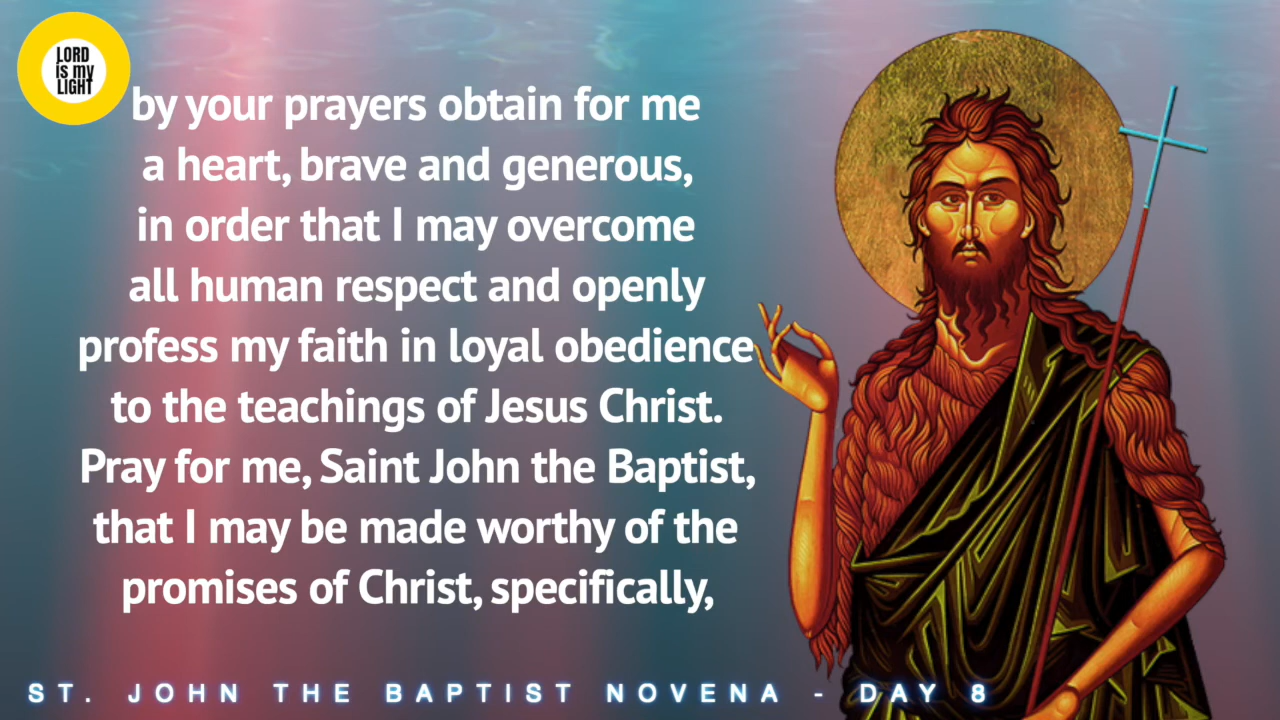 LORD
is my
LIGHT
by your prayers obtain for me
a heart, brave and generous,
in order that I may overcome
all human respect and openly
profess my faith in loyal obedience
to the teachings of Jesus Christ.
Pray for me, Saint John the Baptist,
that I may be made worthy of the
promises of Christ, specifically,
ST. JOHN THE BAPTIST NOVENA - DAY 8